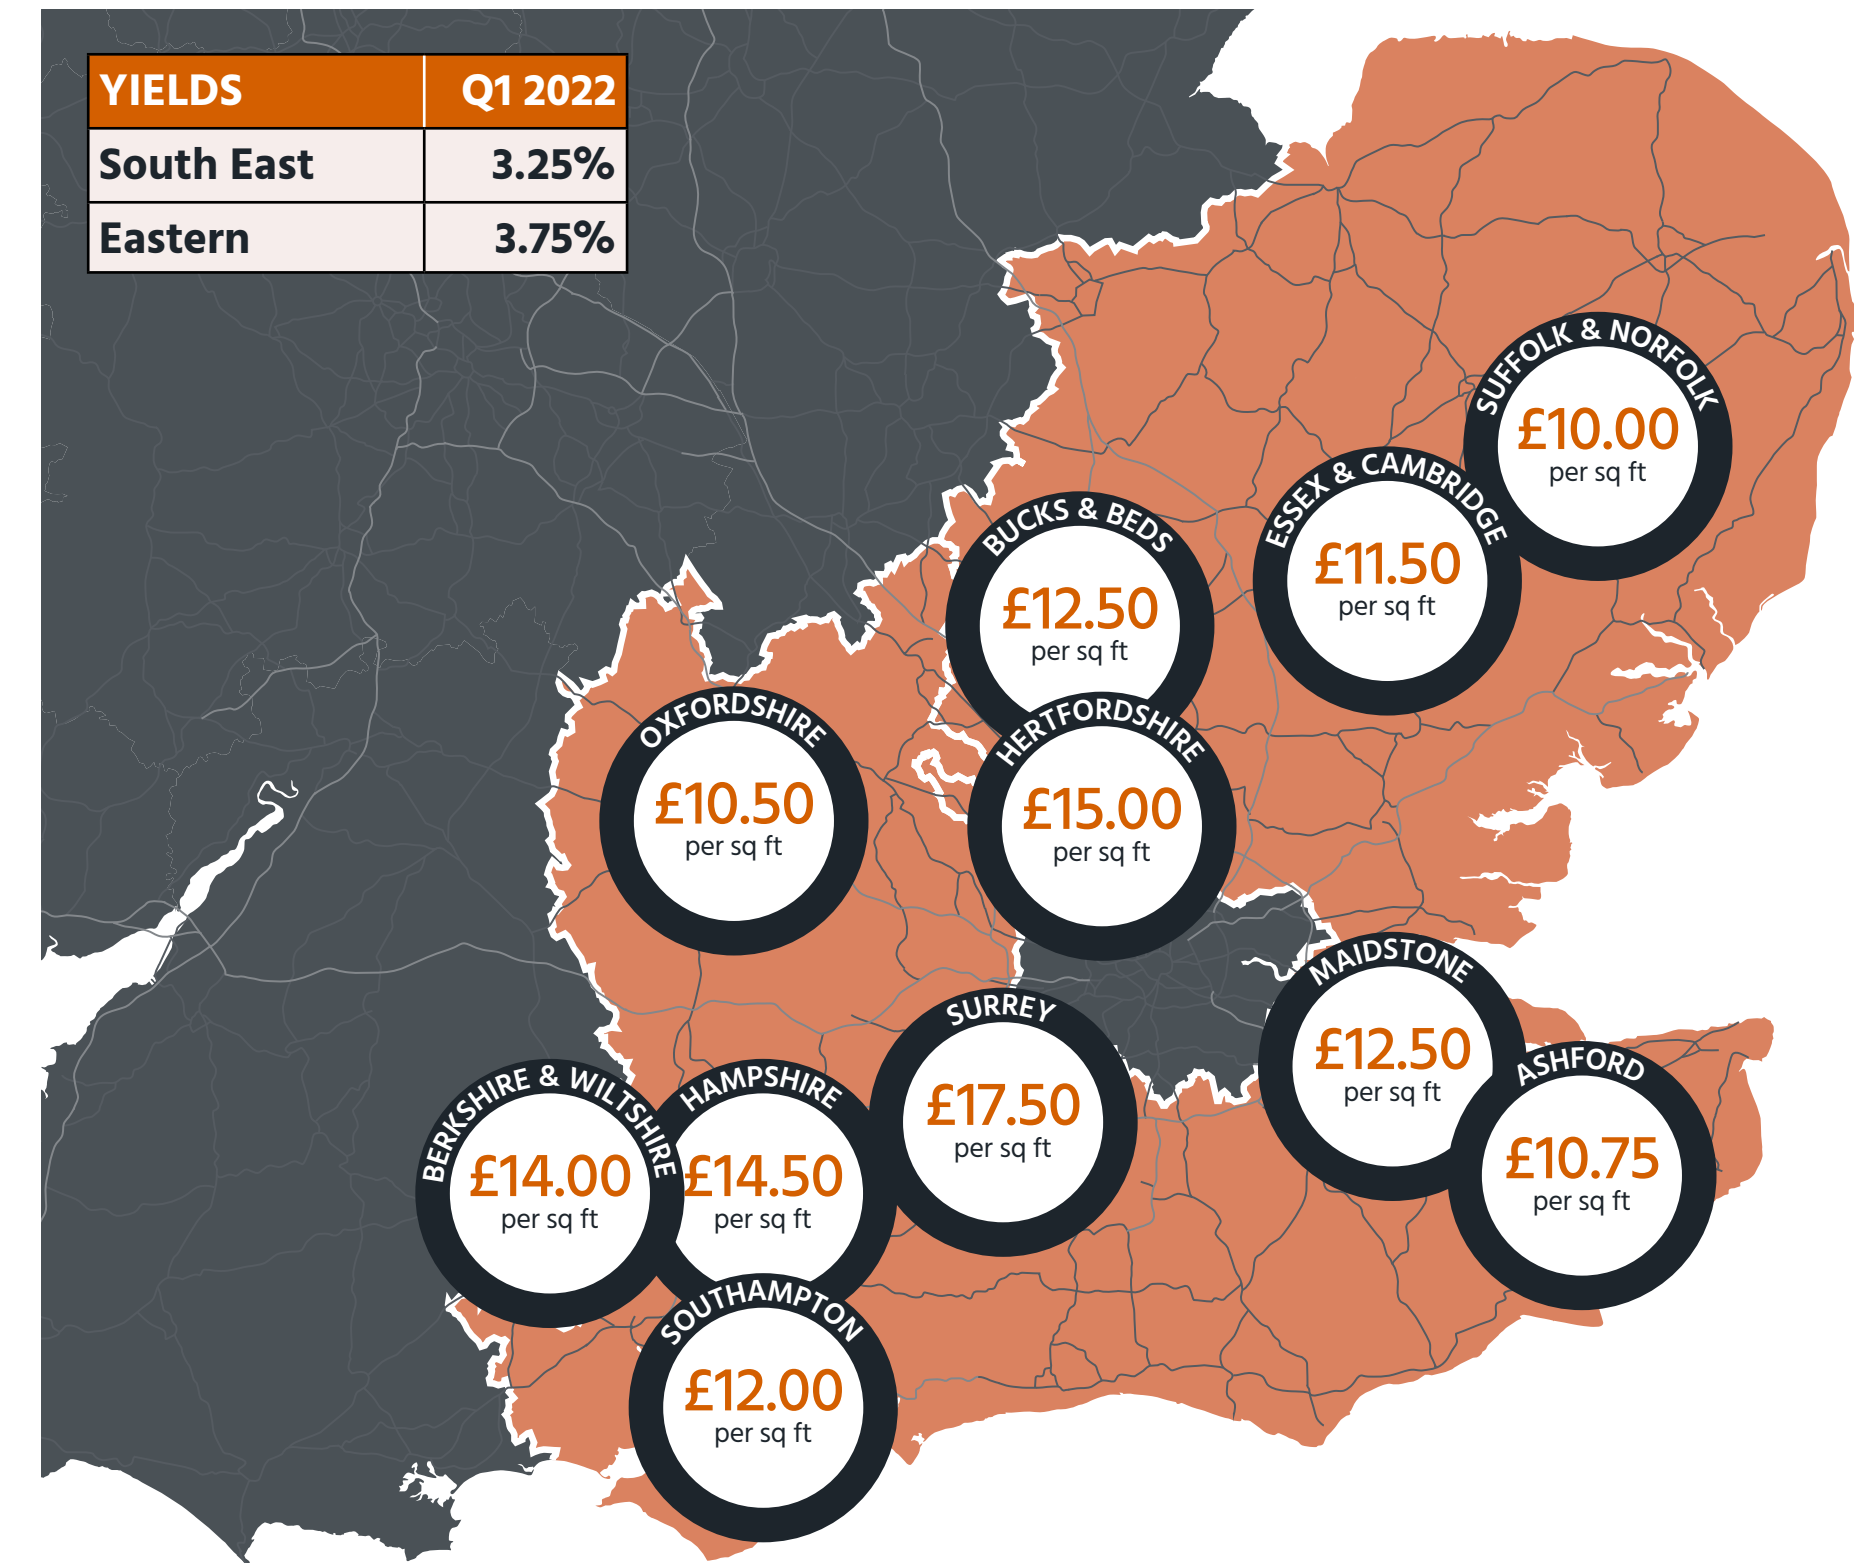 YIELDS Q1 2022
South East 3.25%
Eastern 3.75%
SUFFOLK & NORFOLK
£10.00
per sq ft
ESSEX & CAMBRIDGE
£11.50
per sq ft
BUCKS & BEDS
£12.50
per sq ft
OXFORDSHIRE
£10.50
per sq ft
HERTFORDSHIRE
£15.00
per sq ft
MAIDSTONE
£12.50
per sq ft
SURREY
£17.50
per sq ft
ASHFORD
£10.75
per sq ft
BERKSHIRE & WILTSHIRE
£14.00
per sq ft
HAMPSHIRE
£14.50
per sq ft
SOUTHAMPTON
£12.00
per sq ft